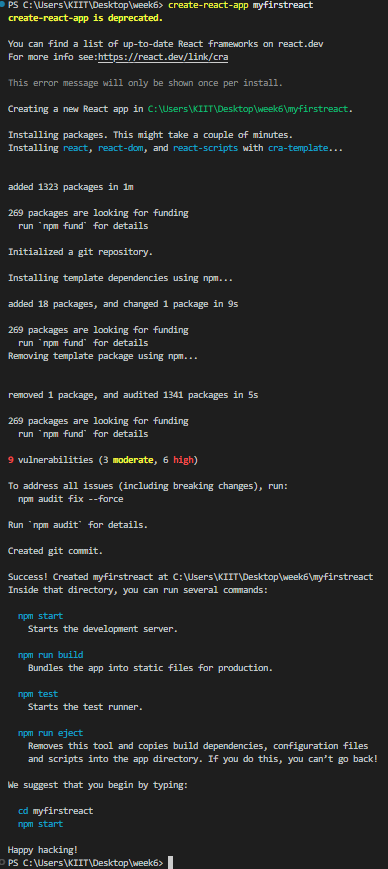 PS C:\Users\KIIT\Desktop\week6> create-react-app myfirstreact
create-react-app is deprecated.
You can find a list of up-to-date React frameworks on react.dev
For more info see:https://react.dev/link/cra
This error message will only be shown once per install.
Creating a new React app in C:\Users\KIIT\Desktop\week6\myfirstreact.
Installing packages. This might take a couple of minutes.
Installing react, react-dom, and react-scripts with cra-template...
added 1323 packages in 1m
269 packages are looking for funding
  run `npm fund` for details
Initialized a git repository.
Installing template dependencies using npm...
added 18 packages, and changed 1 package in 9s
269 packages are looking for funding
  run `npm fund` for details
Removing template package using npm...
removed 1 package, and audited 1341 packages in 5s
269 packages are looking for funding
  run `npm fund` for details
9 vulnerabilities (3 moderate, 6 high)
To address all issues (including breaking changes), run:
  npm audit fix --force
Run `npm audit` for details.
Created git commit.
Success! Created myfirstreact at C:\Users\KIIT\Desktop\week6\myfirstreact
Inside that directory, you can run several commands:
  npm start
    Starts the development server.
  npm run build
    Bundles the app into static files for production.
  npm test
    Starts the test runner.
  npm run eject
    Removes this tool and copies build dependencies, configuration files
    and scripts into the app directory. If you do this, you can’t go back!
We suggest that you begin by typing:
  cd myfirstreact
  npm start
Happy hacking!
PS C:\Users\KIIT\Desktop\week6>